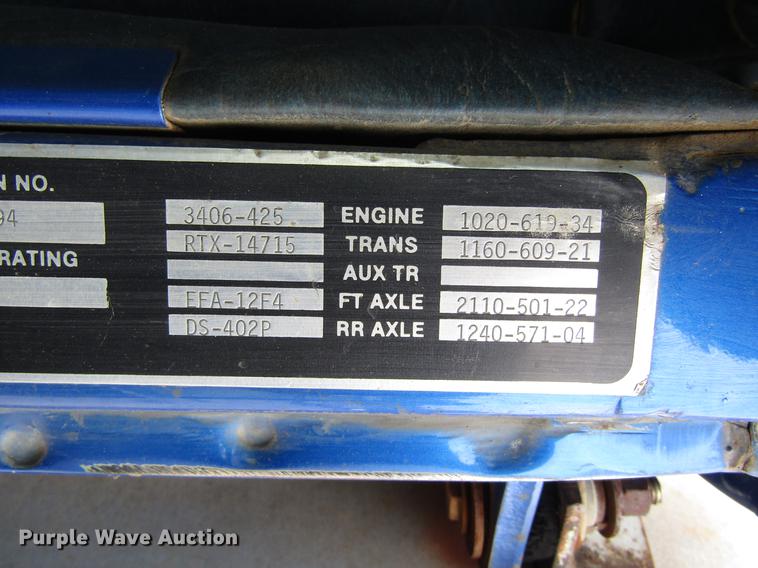 N NO.
94
RATING
3406-425 ENGINE 1020-619-34
RTX-14715 TRANS 1160-609-21
AUX TR
EFA-12F4 FT AXLE 2110-501-22
DS-402P RR AXLE 1240-571-04
Purple Wave Auction